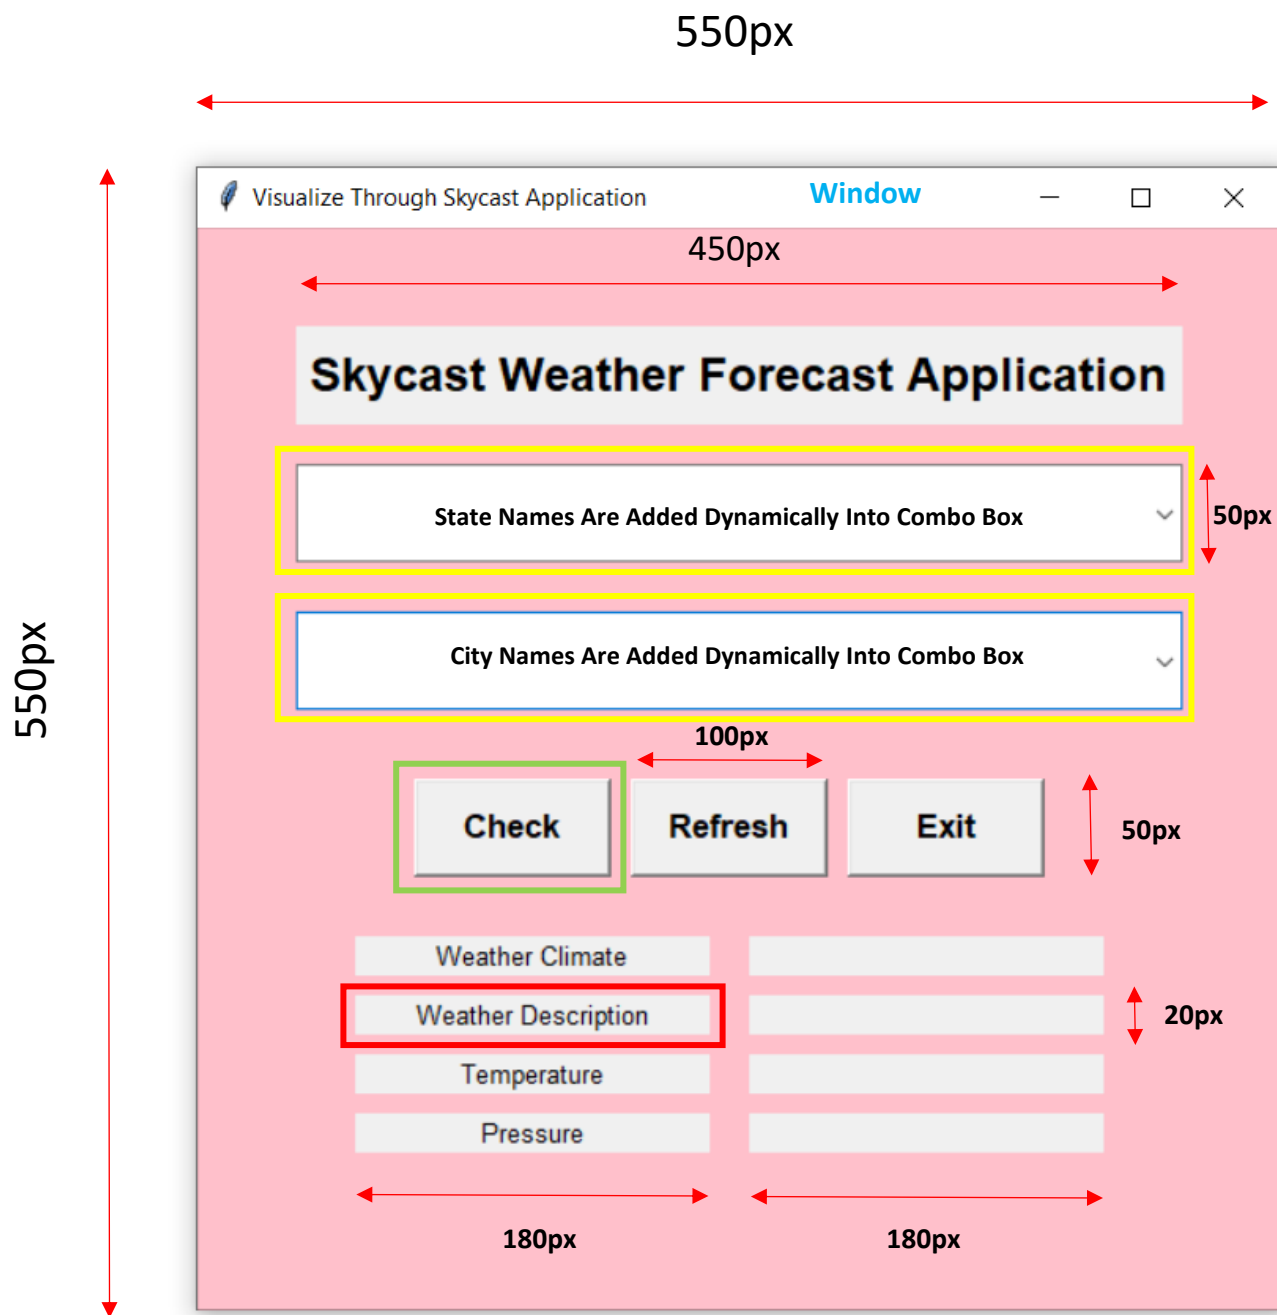 550px
Visualize Through Skycast Application
Window
450px
Skycast Weather Forecast Application
State Names Are Added Dynamically Into Combo Box
50px
City Names Are Added Dynamically Into Combo Box
550px
100px
Check
Refresh
Exit
50px
Weather Climate
Weather Description
20px
Temperature
Pressure
180px
180px